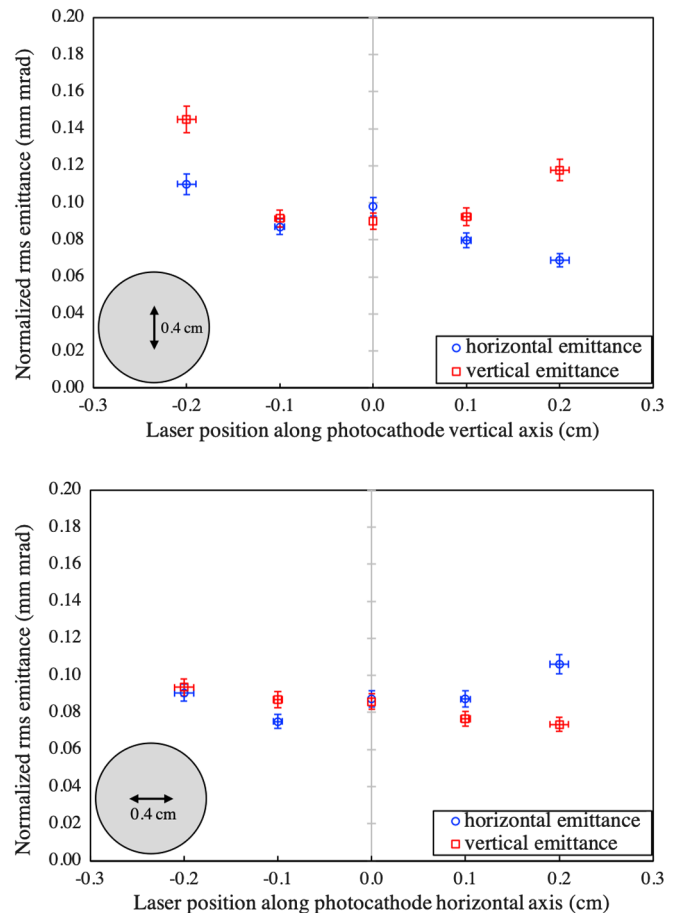 0.20
0.18
0.16
0.14
0.12
0.10
0.08
0.06
0.04
0.02
0.00
Normalized rms emittance (mm mrad)
0.4 cm
horizontal emittance
vertical emittance
-0.3 -0.2 -0.1 0.0 0.1 0.2 0.3
Laser position along photocathode vertical axis (cm)
0.20
0.18
0.16
0.14
0.12
0.10
0.08
0.06
0.04
0.02
0.00
Normalized rms emittance (mm mrad)
0.4 cm
horizontal emittance
vertical emittance
-0.3 -0.2 -0.1 0.0 0.1 0.2 0.3
Laser position along photocathode horizontal axis (cm)